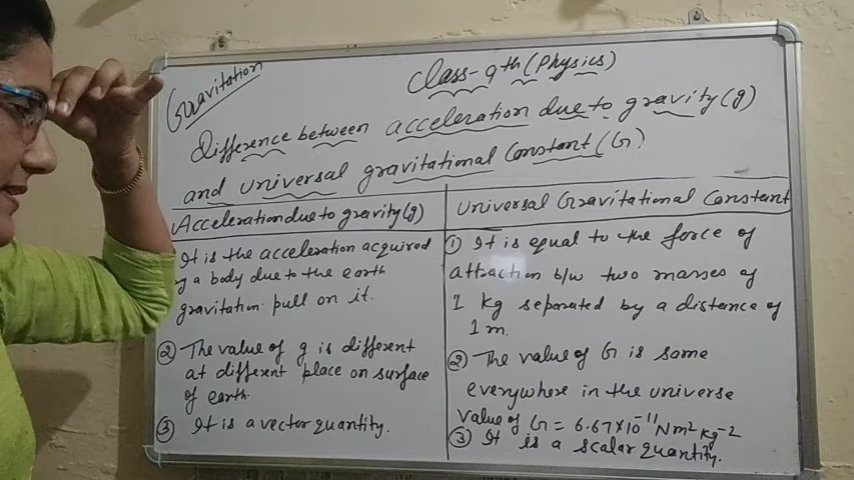 Gravitation
Class-9th (Physics)
Difference between acceleration due to gravity (g)
and universal gravitational Constant (G)
Acceleration due to gravity (g)
It is the acceleration acquired
by a body due to the earth
gravitation pull on it.
② The value of g is different
at different place on surface
of earth.
③ It is a vector quantity.
Universal Gravitational Constant
① It is equal to the force of
attraction b/w two masses of
1 kg separated by a distance of
1 m.
② The value of G is same
everywhere in the universe
value of G = 6.67×10⁻¹¹ Nm² kg⁻²
③ It is a scalar quantity.